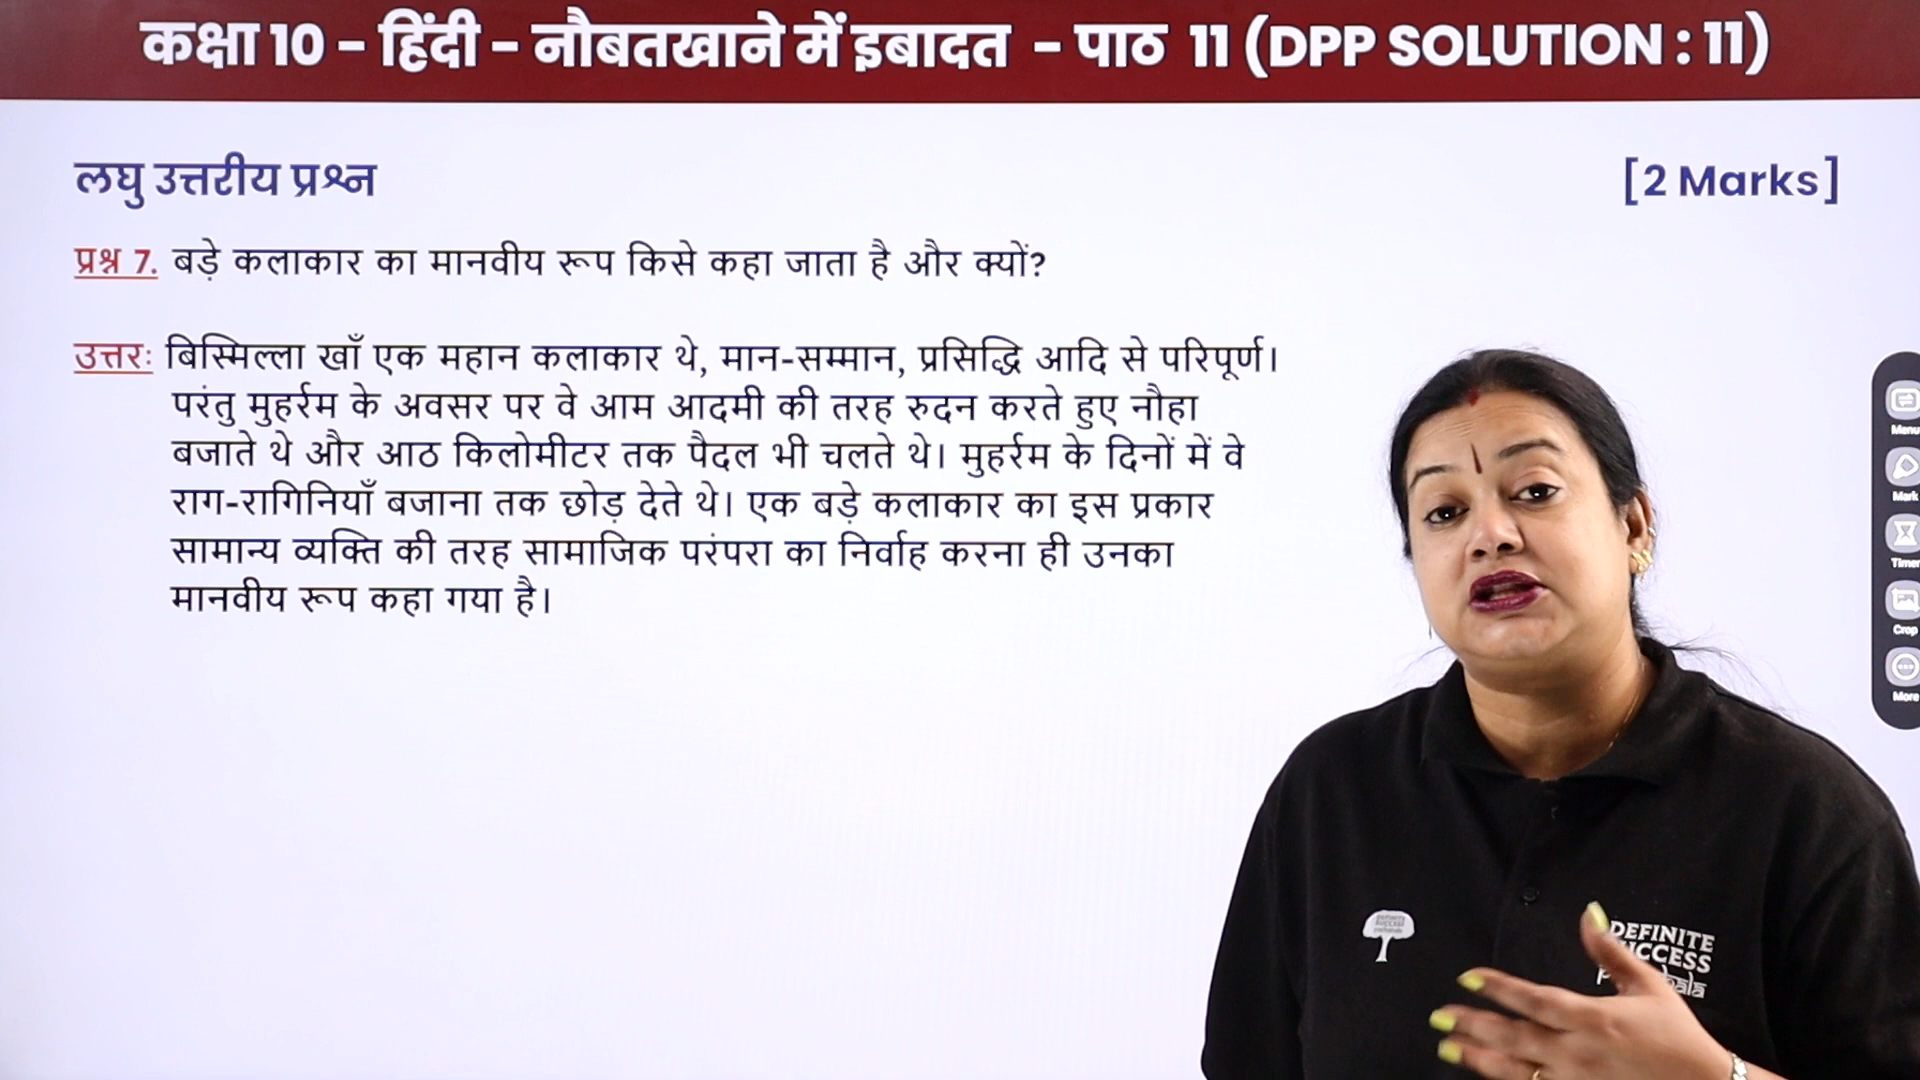 कक्षा 10 - हिंदी - नौबतखाने में इबादत - पाठ 11 (DPP SOLUTION : 11)
लघु उत्तरीय प्रश्न [2 Marks]
प्रश्न 7. बड़े कलाकार का मानवीय रूप किसे कहा जाता है और क्यों?
उत्तरः बिस्मिल्ला खाँ एक महान कलाकार थे, मान-सम्मान, प्रसिद्धि आदि से परिपूर्ण।
परंतु मुहर्रम के अवसर पर वे आम आदमी की तरह रुदन करते हुए नौहा
बजाते थे और आठ किलोमीटर तक पैदल भी चलते थे। मुहर्रम के दिनों में वे
राग-रागिनियाँ बजाना तक छोड़ देते थे। एक बड़े कलाकार का इस प्रकार
सामान्य व्यक्ति की तरह सामाजिक परंपरा का निर्वाह करना ही उनका
मानवीय रूप कहा गया है।
Menu
Mark
Timer
Crop
More
DEFINITE